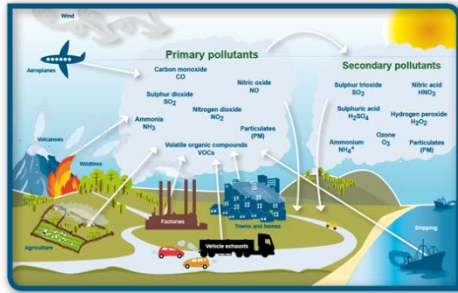 Wind
Primary pollutants
Secondary pollutants
Aeroplanes
Carbon monoxide
CO
Nitric oxide
NO
Sulphur dioxide
SO2
Nitrogen dioxide
NO2
Ammonia
NH3
Particulates
(PM)
Volatile organic compounds
VOCs
Sulphur trioxide
SO3
Nitric acid
HNO3
Sulphuric acid
H2SO4
Hydrogen peroxide
H2O2
Ozone
O3
Ammonium
NH4+
Particulates
(PM)
Volcanoes
Wildfires
Agriculture
Factories
Towns and homes
Vehicle exhausts
Shipping